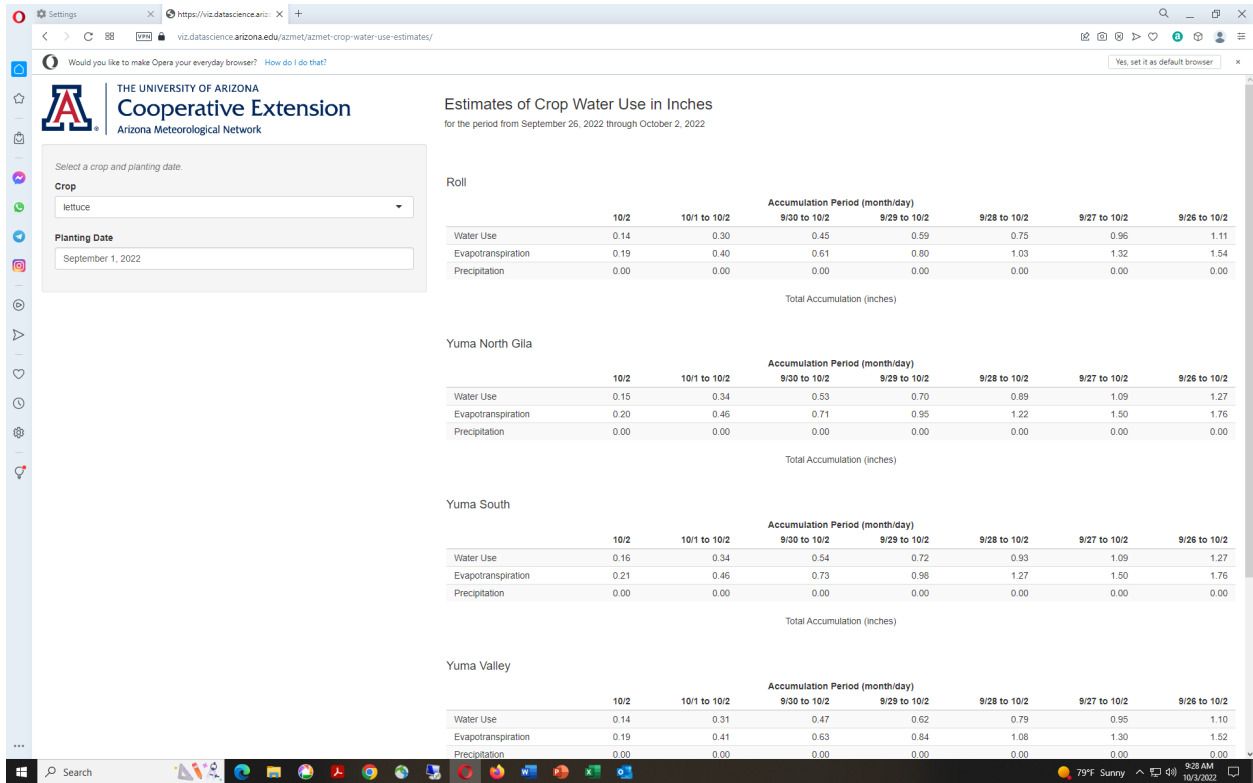 Settings
https://viz.datascience.ariz
VPN viz.datascience.arizona.edu/azmet/azmet-crop-water-use-estimates/
Would you like to make Opera your everyday browser? How do I do that? Yes, set it as default browser
THE UNIVERSITY OF ARIZONA
Cooperative Extension
Arizona Meteorological Network
Select a crop and planting date.
Crop
lettuce
Planting Date
September 1, 2022
Estimates of Crop Water Use in Inches
for the period from September 26, 2022 through October 2, 2022
Roll
Accumulation Period (month/day)
10/2 10/1 to 10/2 9/30 to 10/2 9/29 to 10/2 9/28 to 10/2 9/27 to 10/2 9/26 to 10/2
Water Use 0.14 0.30 0.45 0.59 0.75 0.96 1.11
Evapotranspiration 0.19 0.40 0.61 0.80 1.03 1.32 1.54
Precipitation 0.00 0.00 0.00 0.00 0.00 0.00 0.00
Total Accumulation (inches)
Yuma North Gila
Accumulation Period (month/day)
10/2 10/1 to 10/2 9/30 to 10/2 9/29 to 10/2 9/28 to 10/2 9/27 to 10/2 9/26 to 10/2
Water Use 0.15 0.34 0.53 0.70 0.89 1.09 1.27
Evapotranspiration 0.20 0.46 0.71 0.95 1.22 1.50 1.76
Precipitation 0.00 0.00 0.00 0.00 0.00 0.00 0.00
Total Accumulation (inches)
Yuma South
Accumulation Period (month/day)
10/2 10/1 to 10/2 9/30 to 10/2 9/29 to 10/2 9/28 to 10/2 9/27 to 10/2 9/26 to 10/2
Water Use 0.16 0.34 0.54 0.72 0.93 1.09 1.27
Evapotranspiration 0.21 0.46 0.73 0.98 1.27 1.50 1.76
Precipitation 0.00 0.00 0.00 0.00 0.00 0.00 0.00
Total Accumulation (inches)
Yuma Valley
Accumulation Period (month/day)
10/2 10/1 to 10/2 9/30 to 10/2 9/29 to 10/2 9/28 to 10/2 9/27 to 10/2 9/26 to 10/2
Water Use 0.14 0.31 0.47 0.62 0.79 0.95 1.10
Evapotranspiration 0.19 0.41 0.63 0.84 1.08 1.30 1.52
Precipitation 0.00 0.00 0.00 0.00 0.00 0.00 0.00
Search
79°F Sunny
9:28 AM
10/3/2022